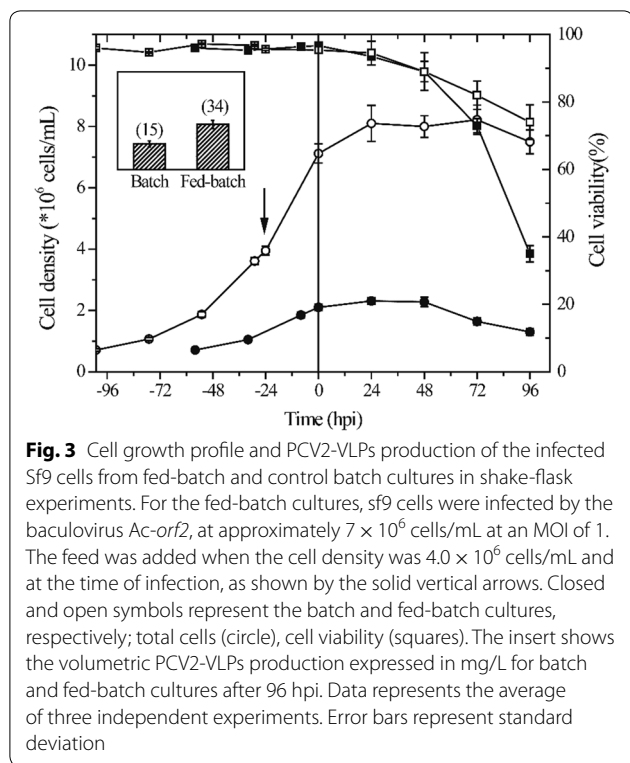 10
8
6
4
2
0
Cell density (*10⁶ cells/mL)
100
80
60
40
20
0
Cell viability(%)
(15)
(34)
Batch
Fed-batch
-96 -72 -48 -24 0 24 48 72 96
Time (hpi)
Fig. 3 Cell growth profile and PCV2-VLPs production of the infected
Sf9 cells from fed-batch and control batch cultures in shake-flask
experiments. For the fed-batch cultures, sf9 cells were infected by the
baculovirus Ac-orf2, at approximately 7 × 10⁶ cells/mL at an MOI of 1.
The feed was added when the cell density was 4.0 × 10⁶ cells/mL and
at the time of infection, as shown by the solid vertical arrows. Closed
and open symbols represent the batch and fed-batch cultures,
respectively; total cells (circle), cell viability (squares). The insert shows
the volumetric PCV2-VLPs production expressed in mg/L for batch
and fed-batch cultures after 96 hpi. Data represents the average
of three independent experiments. Error bars represent standard
deviation